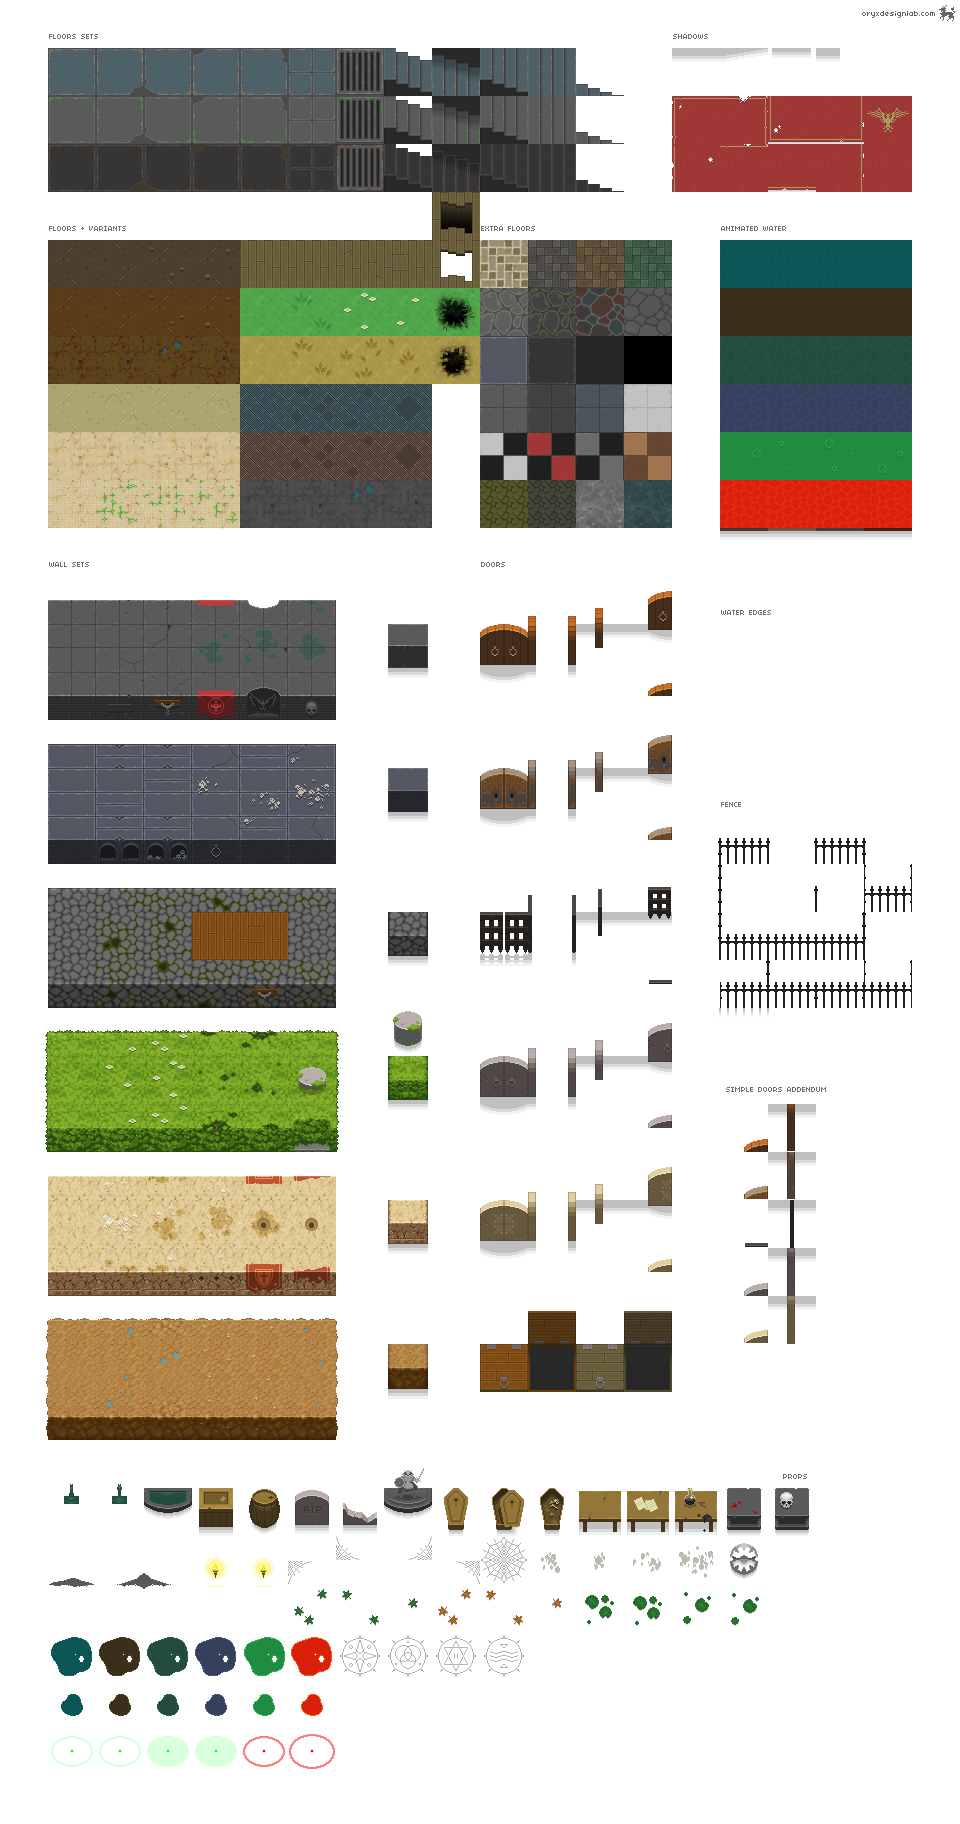 oryxdesignlab.com
FLOORS SETS
SHADOWS
FLOORS + VARIANTS
EXTRA FLOORS
ANIMATED WATER
WALL SETS
DOORS
WATER EDGES
FENCE
SIMPLE DOORS ADDENDUM
PROPS
RIP